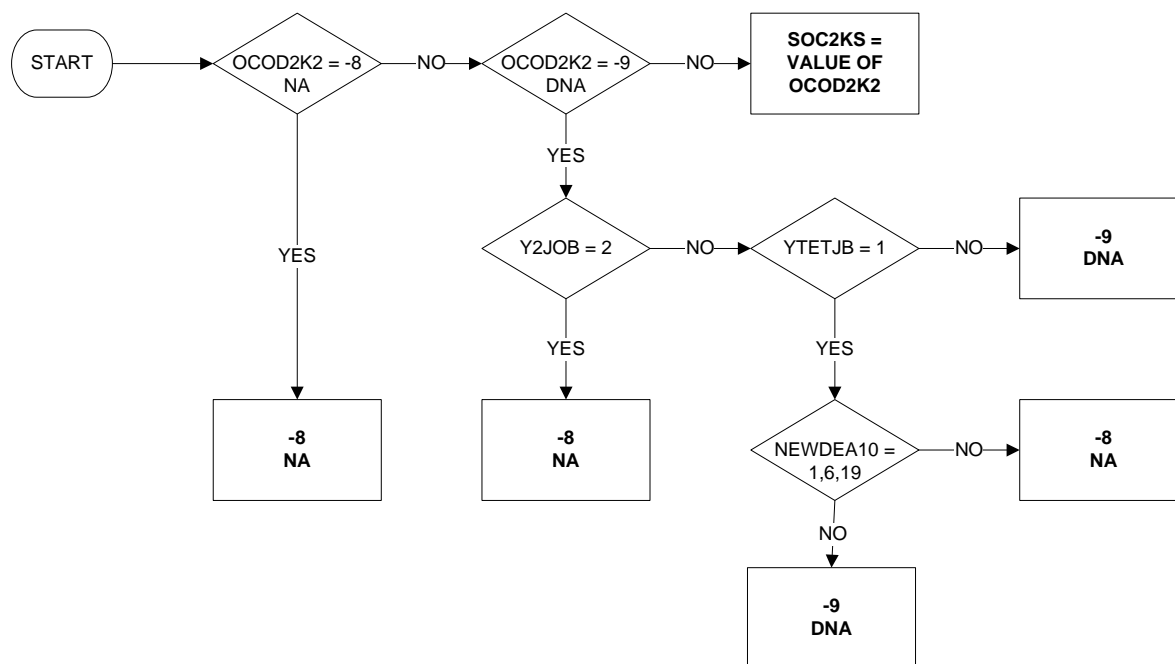 START
OCOD2K2 = -8
NA
NO
OCOD2K2 = -9
DNA
NO
SOC2KS =
VALUE OF
OCOD2K2
YES
YES
Y2JOB = 2
NO
YTETJB = 1
NO
-9
DNA
YES
YES
-8
NA
-8
NA
NEWDEA10 =
1,6,19
NO
-8
NA
NO
-9
DNA